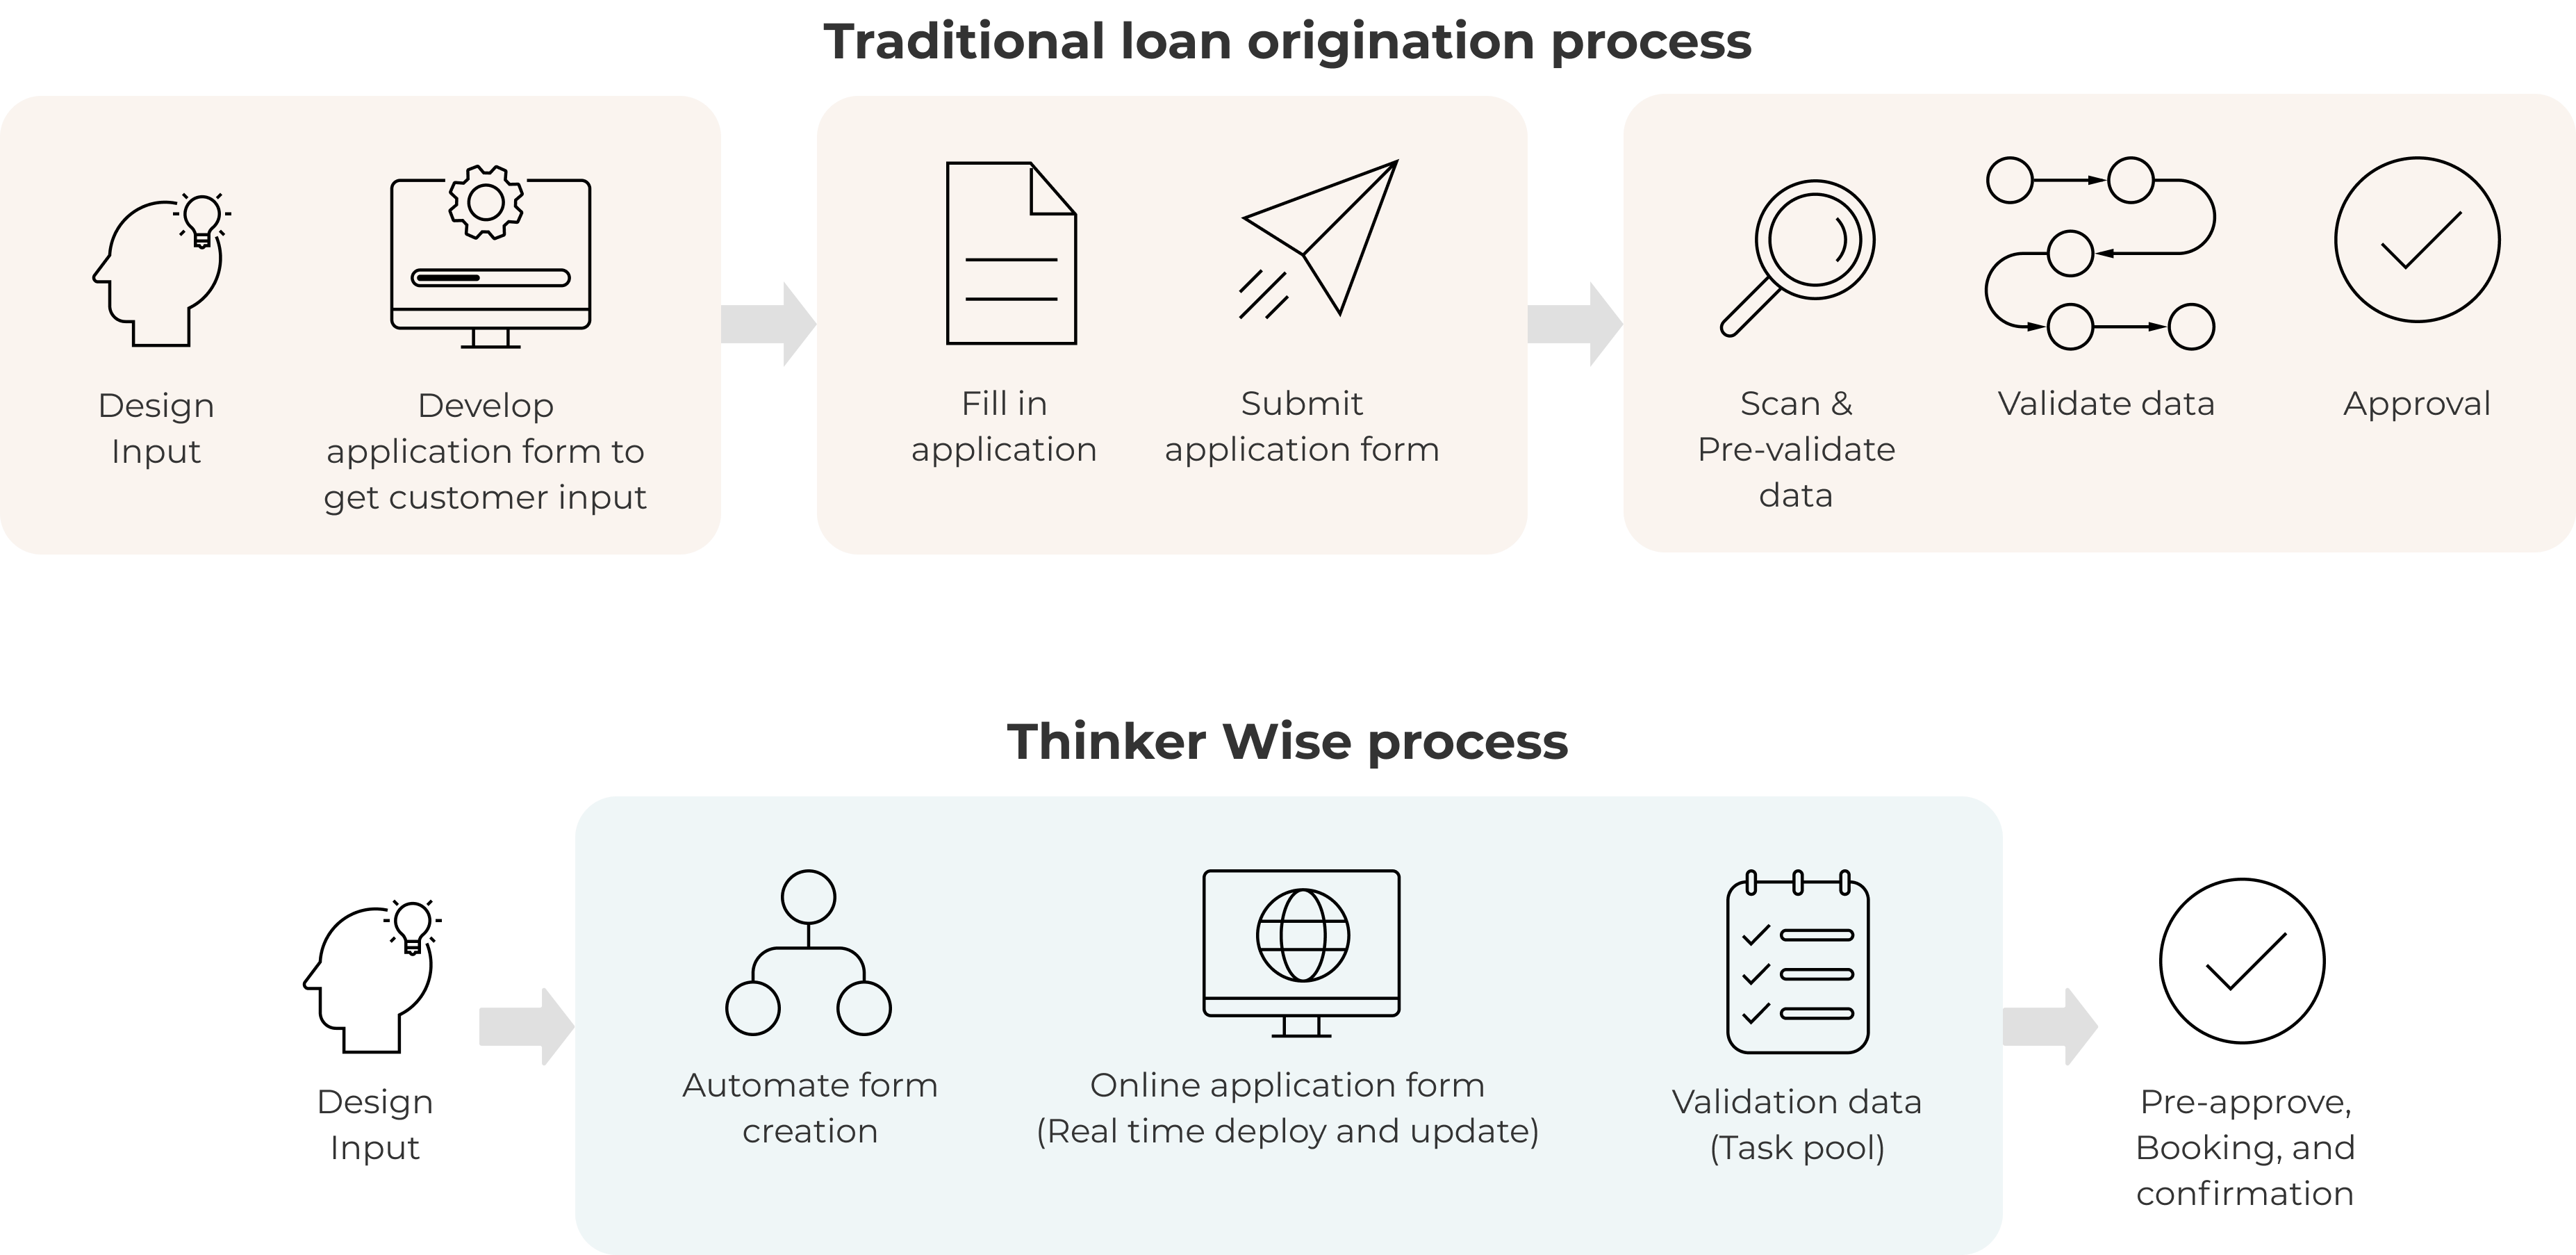 Traditional loan origination process
Design
Input
Develop
application form to
get customer input
Fill in
application
Submit
application form
Scan &
Pre-validate
data
Validate data
Approval
Thinker Wise process
Design
Input
Automate form
creation
Online application form
(Real time deploy and update)
Validation data
(Task pool)
Pre-approve,
Booking, and
confirmation